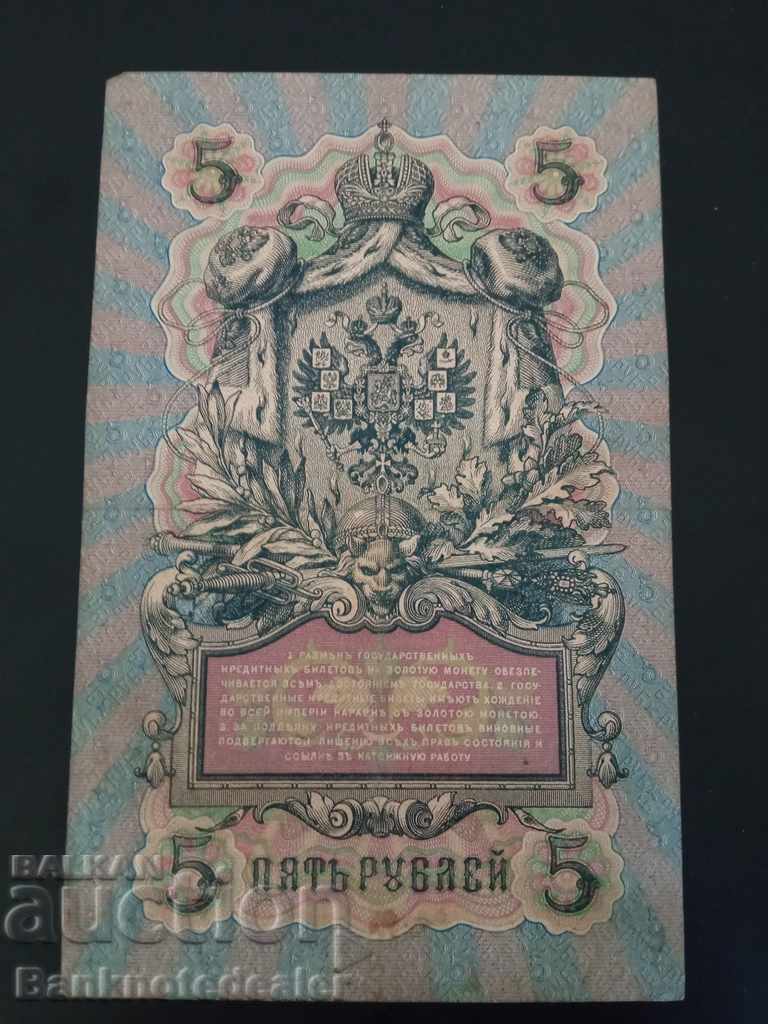 5 5
1. РАЗМѢНЪ ГОСУДАРСТВЕННЫХЪ
КРЕДИТНЫХЪ БИЛЕТОВЪ НА ЗОЛОТУЮ МОНЕТУ ОБЕЗПЕ-
ЧИВАЕТСЯ ВСѢМЪ ДОСТОЯНІЕМЪ ГОСУДАРСТВА. 2. ГОСУ-
ДАРСТВЕННЫЕ КРЕДИТНЫЕ БИЛЕТЫ ИМѢЮТЪ ХОЖДЕНІЕ
ВО ВСЕЙ ИМПЕРІИ НАРАВНѢ СЪ ЗОЛОТОЮ МОНЕТОЮ.
3. ЗА ПОДДѢЛКУ КРЕДИТНЫХЪ БИЛЕТОВЪ ВИНОВНЫЕ
ПОДВЕРГАЮТСЯ ЛИШЕНІЮ ВСѢХЪ ПРАВЪ СОСТОЯНІЯ И
ССЫЛКѢ ВЪ КАТОРЖНУЮ РАБОТУ
5 ПЯТЬ РУБЛЕЙ 5
BALKAN
auction
Banknotedealer